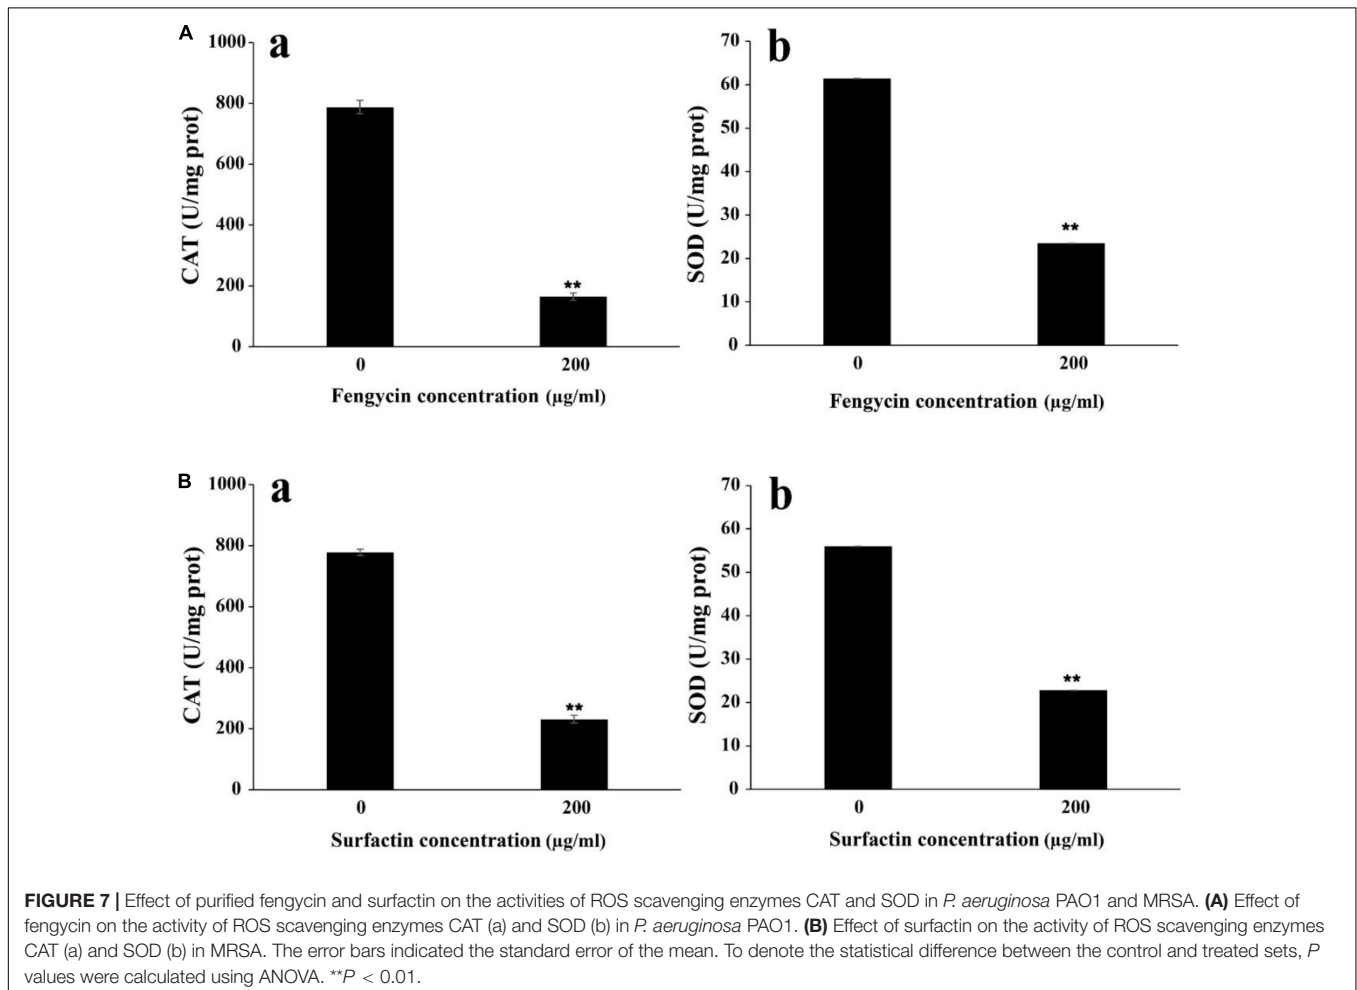 A
a
1000
800
600
400
200
0
CAT (U/mg prot)
**
0 200
Fengycin concentration (µg/ml)
b
70
60
50
40
30
20
10
0
SOD (U/mg prot)
**
0 200
Fengycin concentration (µg/ml)
B
a
1000
800
600
400
200
0
CAT (U/mg prot)
**
0 200
Surfactin concentration (µg/ml)
b
70
60
50
40
30
20
10
0
SOD (U/mg prot)
**
0 200
Surfactin concentration (µg/ml)
FIGURE 7 | Effect of purified fengycin and surfactin on the activities of ROS scavenging enzymes CAT and SOD in P. aeruginosa PAO1 and MRSA. (A) Effect of
fengycin on the activity of ROS scavenging enzymes CAT (a) and SOD (b) in P. aeruginosa PAO1. (B) Effect of surfactin on the activity of ROS scavenging enzymes
CAT (a) and SOD (b) in MRSA. The error bars indicated the standard error of the mean. To denote the statistical difference between the control and treated sets, P
values were calculated using ANOVA. **P < 0.01.